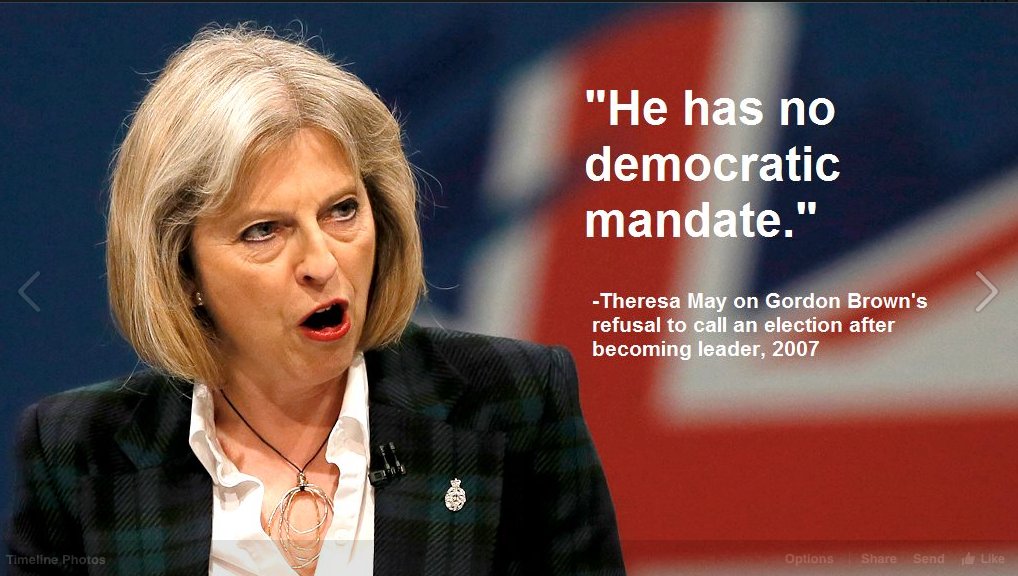 "He has no
democratic
mandate."
-Theresa May on Gordon Brown's
refusal to call an election after
becoming leader, 2007
Timeline Photos
Options Share Send Like